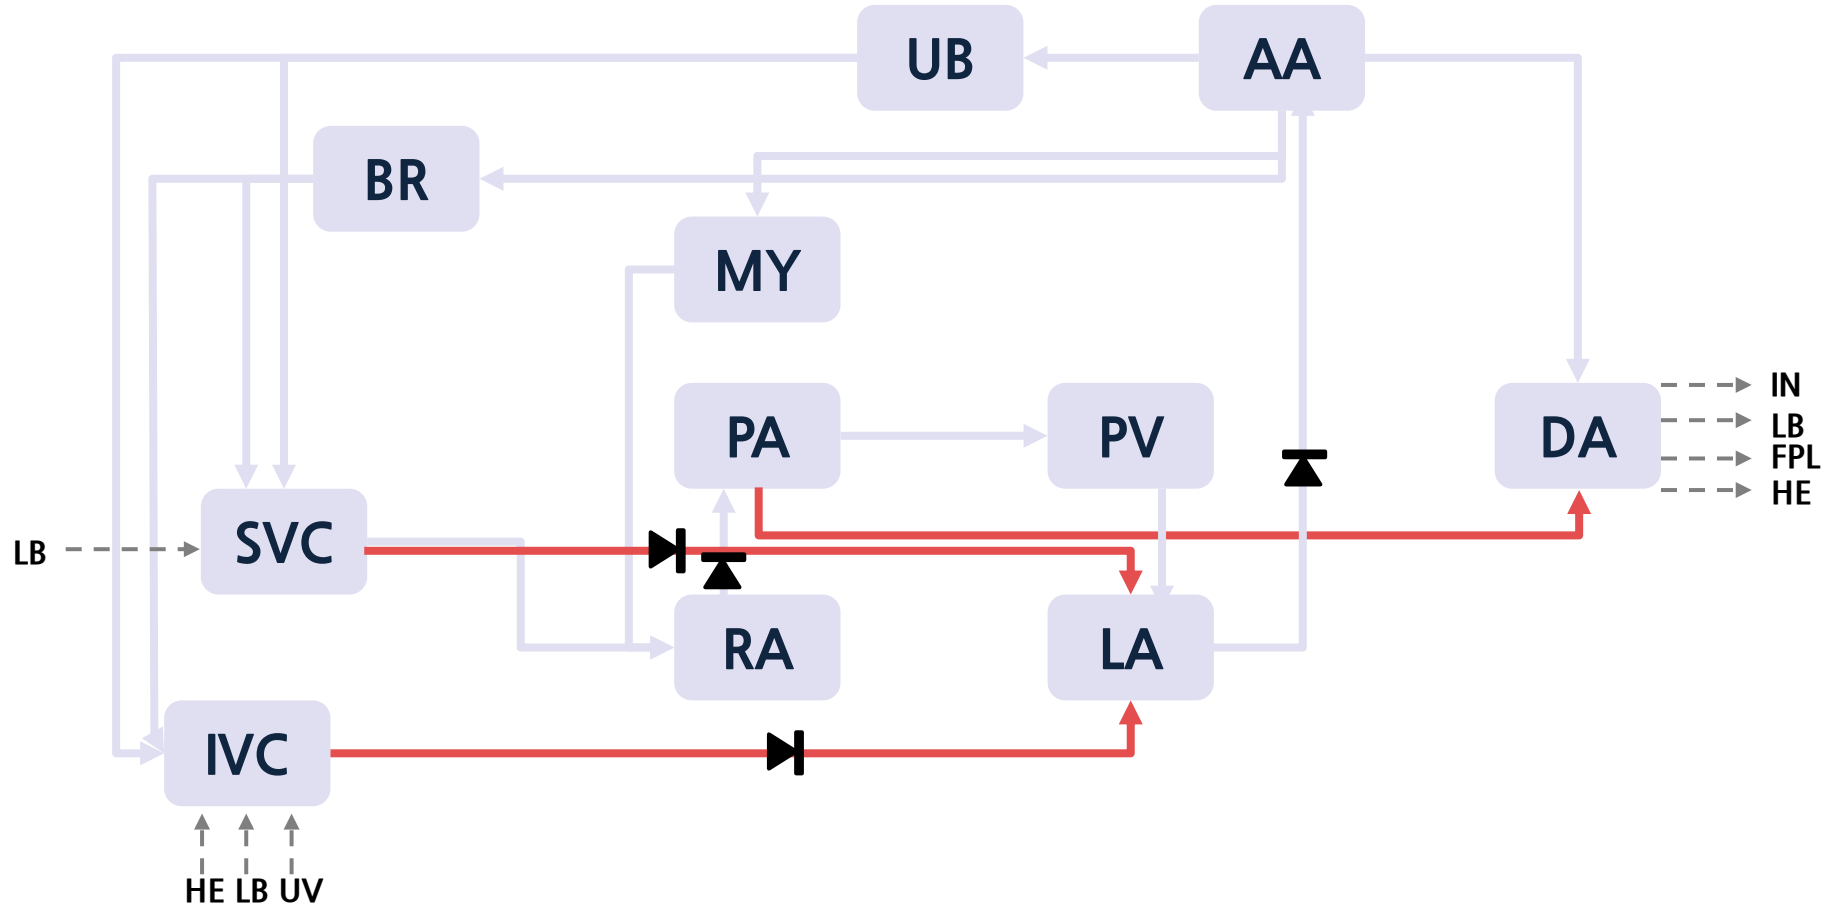 UB
AA
BR
MY
PA
PV
DA
IN
LB
FPL
HE
SVC
LB
RA
LA
IVC
HE LB UV